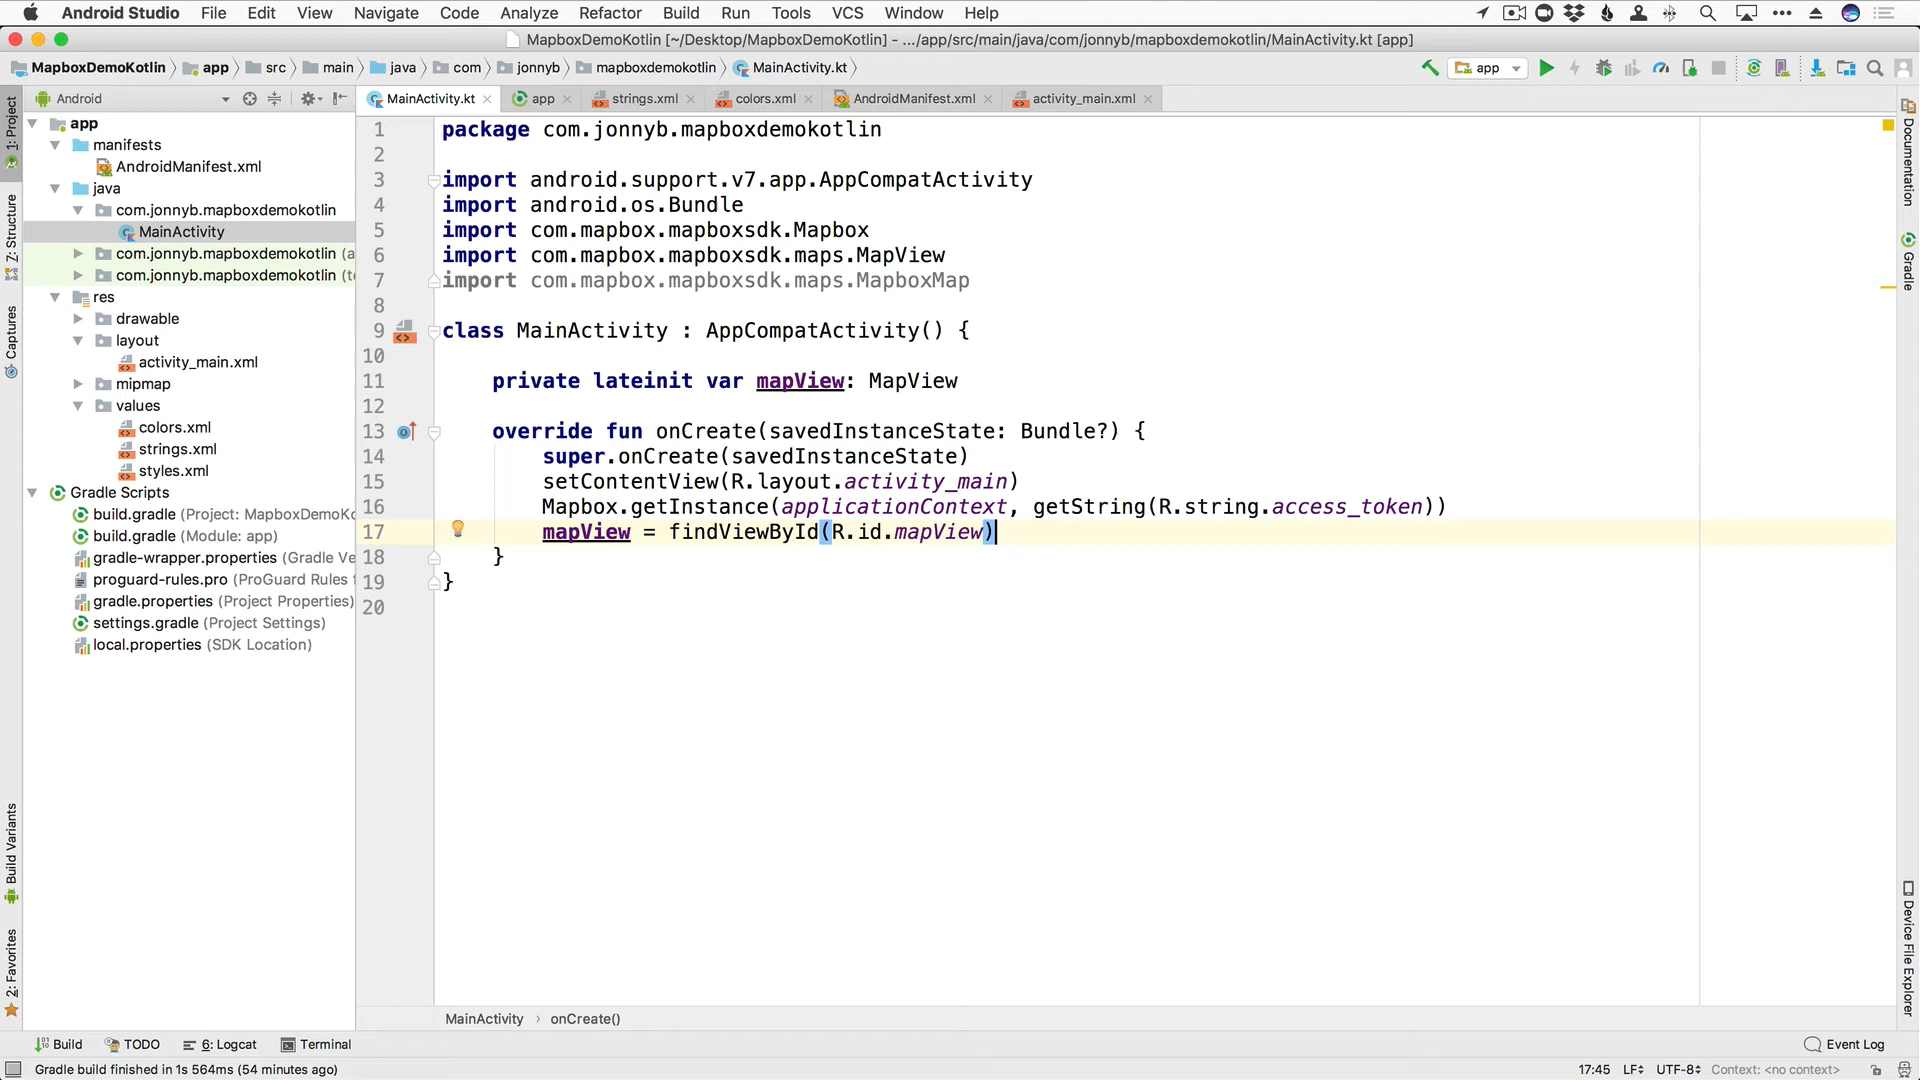 Android Studio File Edit View Navigate Code Analyze Refactor Build Run Tools VCS Window Help
MapboxDemoKotlin [~/Desktop/MapboxDemoKotlin] - .../app/src/main/java/com/jonnyb/mapboxdemokotlin/MainActivity.kt [app]
MapboxDemoKotlin app src main java com jonnyb mapboxdemokotlin MainActivity.kt app
Android MainActivity.kt app strings.xml colors.xml AndroidManifest.xml activity_main.xml
1: Project
Z: Structure
Captures
Build Variants
2: Favorites
app
manifests
AndroidManifest.xml
java
com.jonnyb.mapboxdemokotlin
MainActivity
com.jonnyb.mapboxdemokotlin (a
com.jonnyb.mapboxdemokotlin (te
res
drawable
layout
activity_main.xml
mipmap
values
colors.xml
strings.xml
styles.xml
Gradle Scripts
build.gradle (Project: MapboxDemoKo
build.gradle (Module: app)
gradle-wrapper.properties (Gradle Ve
proguard-rules.pro (ProGuard Rules f
gradle.properties (Project Properties)
settings.gradle (Project Settings)
local.properties (SDK Location)
1 package com.jonnyb.mapboxdemokotlin
2
3 import android.support.v7.app.AppCompatActivity
4 import android.os.Bundle
5 import com.mapbox.mapboxsdk.Mapbox
6 import com.mapbox.mapboxsdk.maps.MapView
7 import com.mapbox.mapboxsdk.maps.MapboxMap
8
9 class MainActivity : AppCompatActivity() {
10
11 private lateinit var mapView: MapView
12
13 override fun onCreate(savedInstanceState: Bundle?) {
14 super.onCreate(savedInstanceState)
15 setContentView(R.layout.activity_main)
16 Mapbox.getInstance(applicationContext, getString(R.string.access_token))
17 mapView = findViewById(R.id.mapView)
18 }
19 }
20
Documentation
Gradle
Device File Explorer
MainActivity › onCreate()
Build TODO 6: Logcat Terminal Event Log
Gradle build finished in 1s 564ms (54 minutes ago) 17:45 LF UTF-8 Context: <no context>